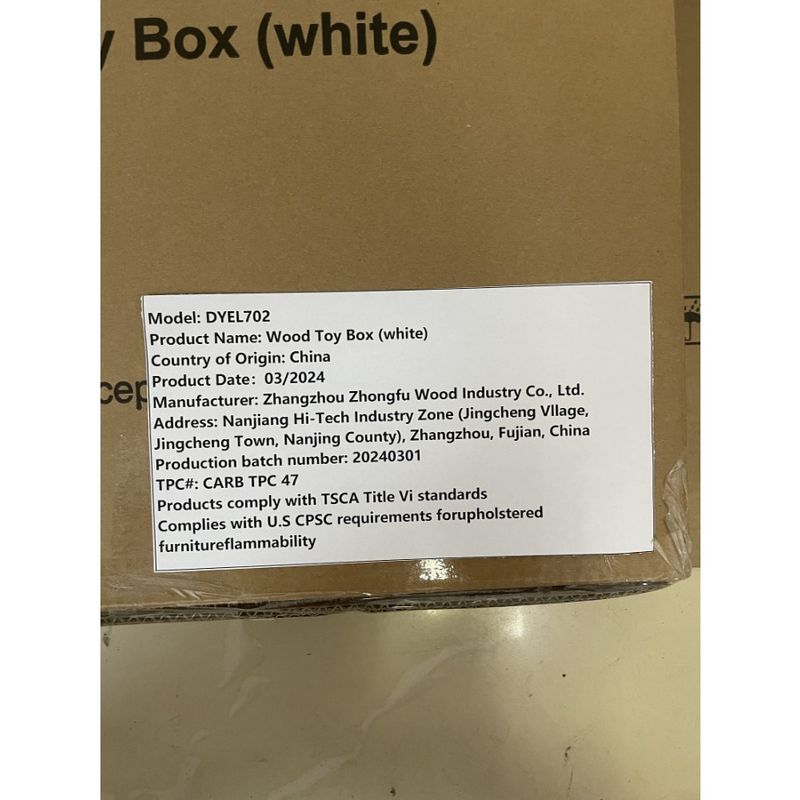 y Box (white)
Model: DYEL702
Product Name: Wood Toy Box (white)
Country of Origin: China
Product Date: 03/2024
cep
Manufacturer: Zhangzhou Zhongfu Wood Industry Co., Ltd.
Address: Nanjiang Hi-Tech Industry Zone (Jingcheng Vllage,
Jingcheng Town, Nanjing County), Zhangzhou, Fujian, China
Production batch number: 20240301
TPC#: CARB TPC 47
Products comply with TSCA Title Vi standards
Complies with U.S CPSC requirements forupholstered
furnitureflammability